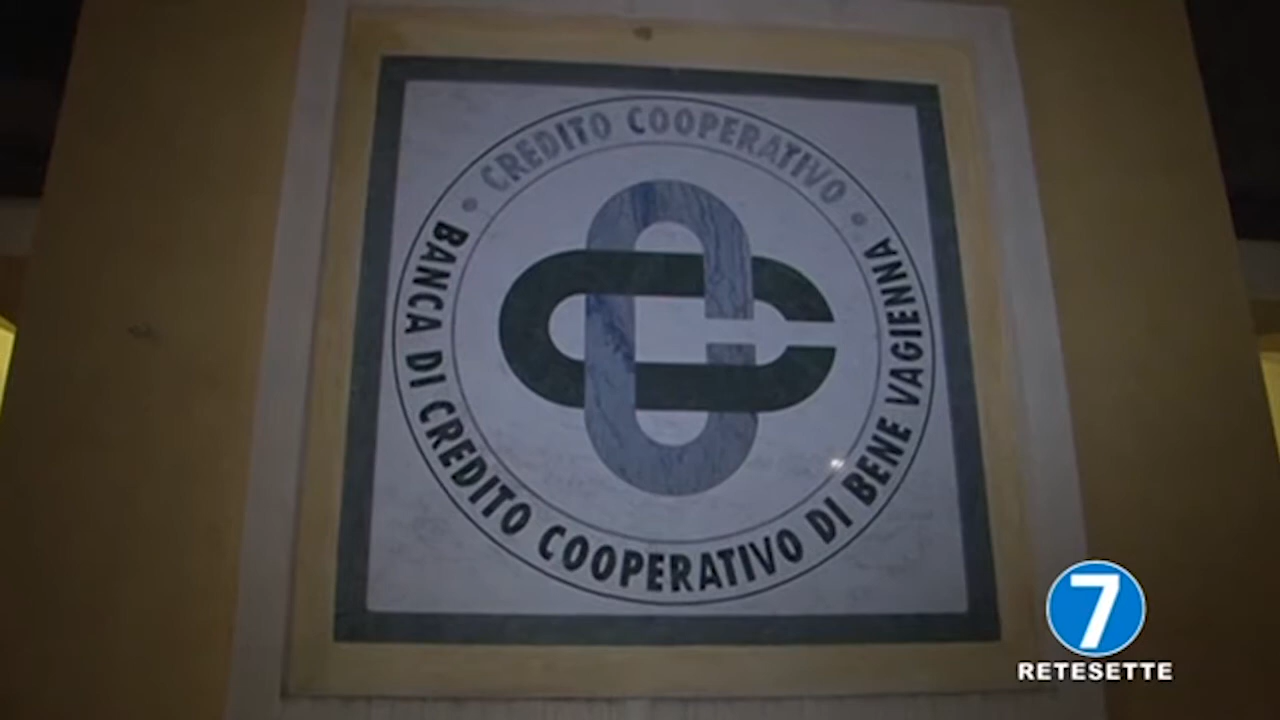 CREDITO COOPERATIVO
BANCA DI CREDITO COOPERATIVO DI BENE VAGIENNA
7
RETESETTE